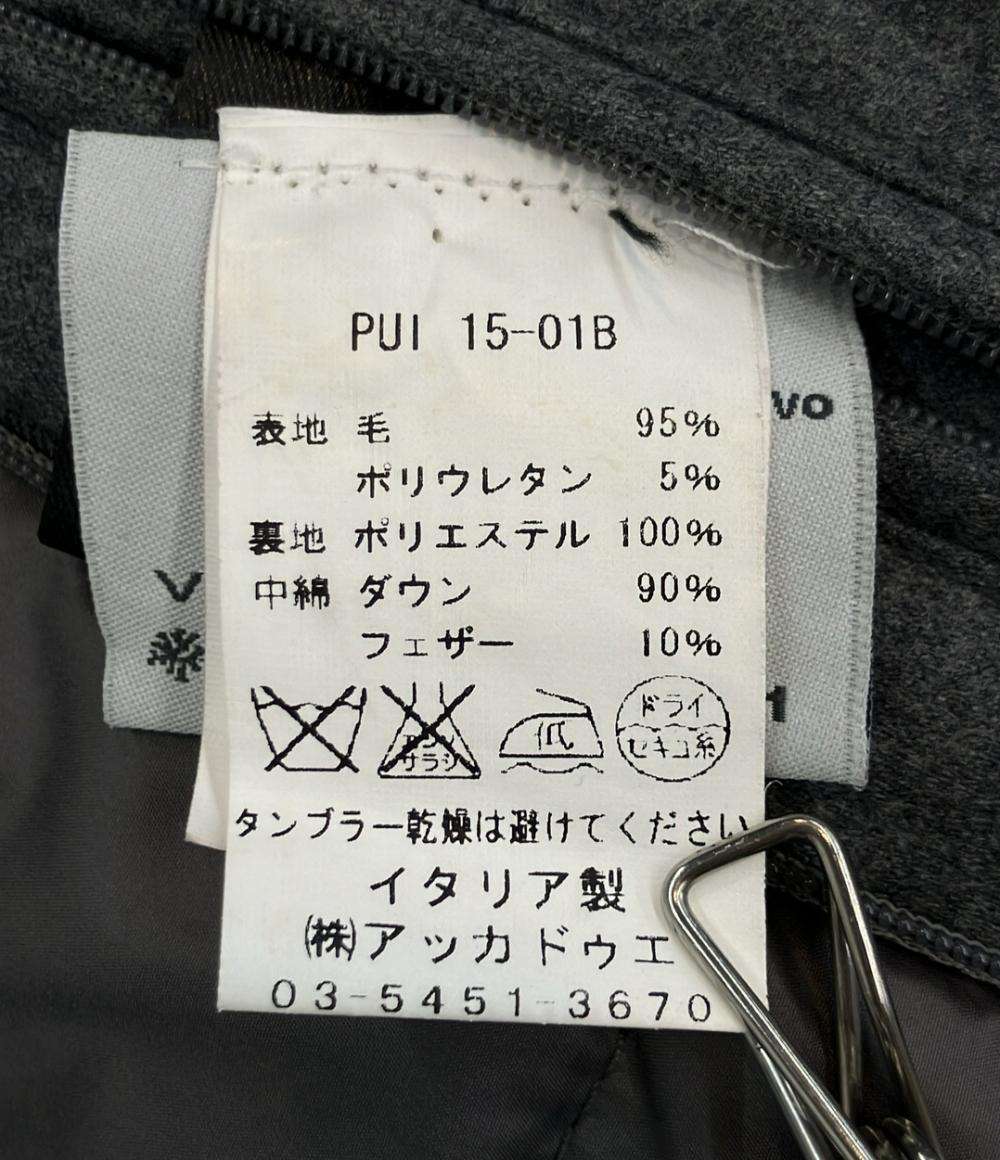 PUI 15-01B
表地 毛 95%
ポリウレタン 5%
裏地 ポリエステル 100%
中綿 ダウン 90%
フェザー 10%
エンソ サラシ
低
ドライ
セキユ系
タンブラー乾燥は避けてください
イタリア製
㈱アッカドゥエ
03-5451-3670
vo
V